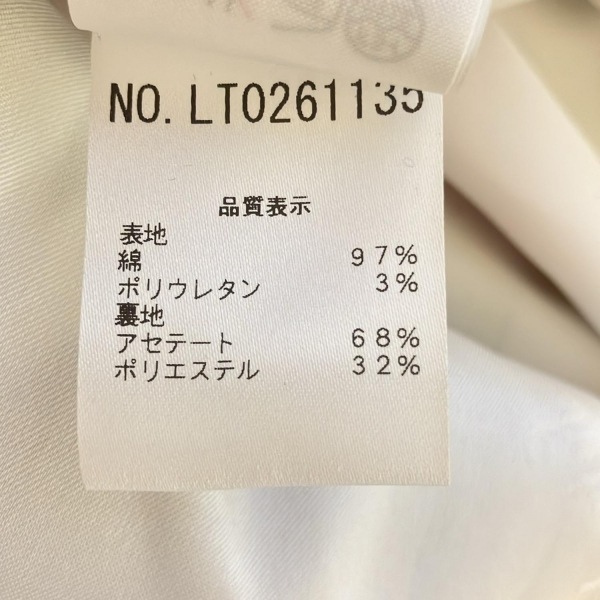 NO. LT0261135
品質表示
表地
綿 97%
ポリウレタン 3%
裏地
アセテート 68%
ポリエステル 32%